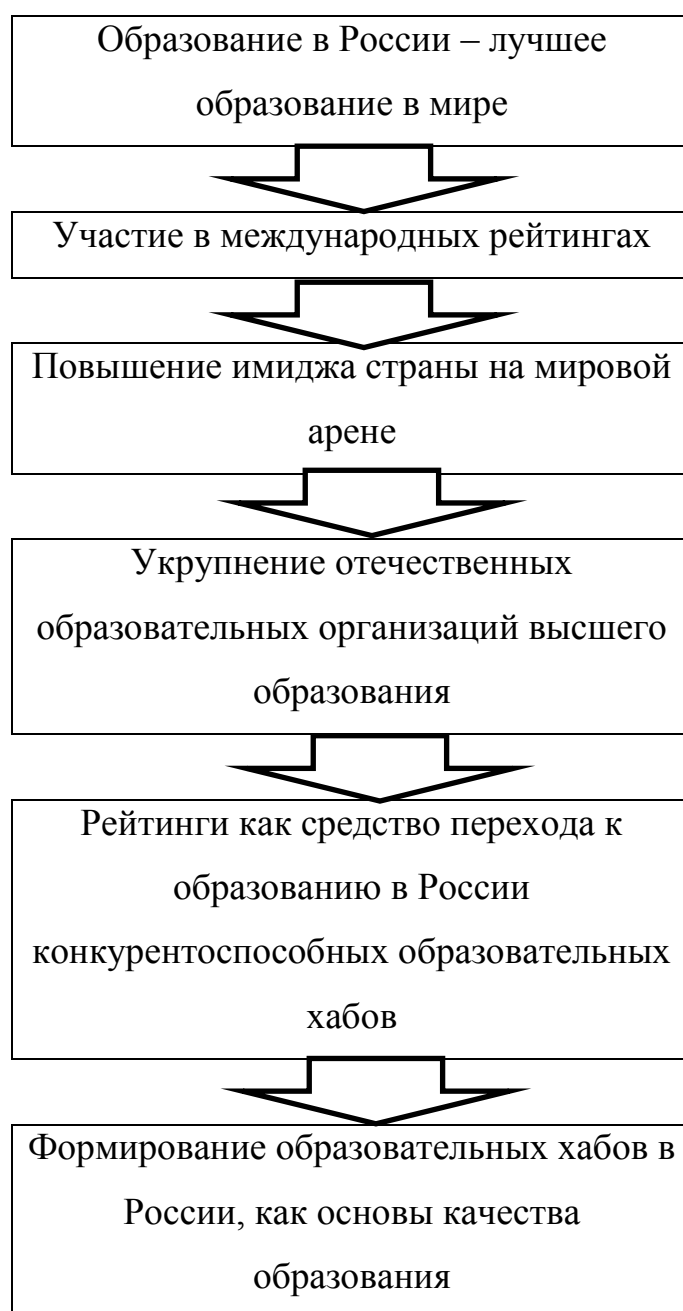 Образование в России – лучшее
образование в мире
Участие в международных рейтингах
Повышение имиджа страны на мировой
арене
Укрупнение отечественных
образовательных организаций высшего
образования
Рейтинги как средство перехода к
образованию в России
конкурентоспособных образовательных
хабов
Формирование образовательных хабов в
России, как основы качества
образования